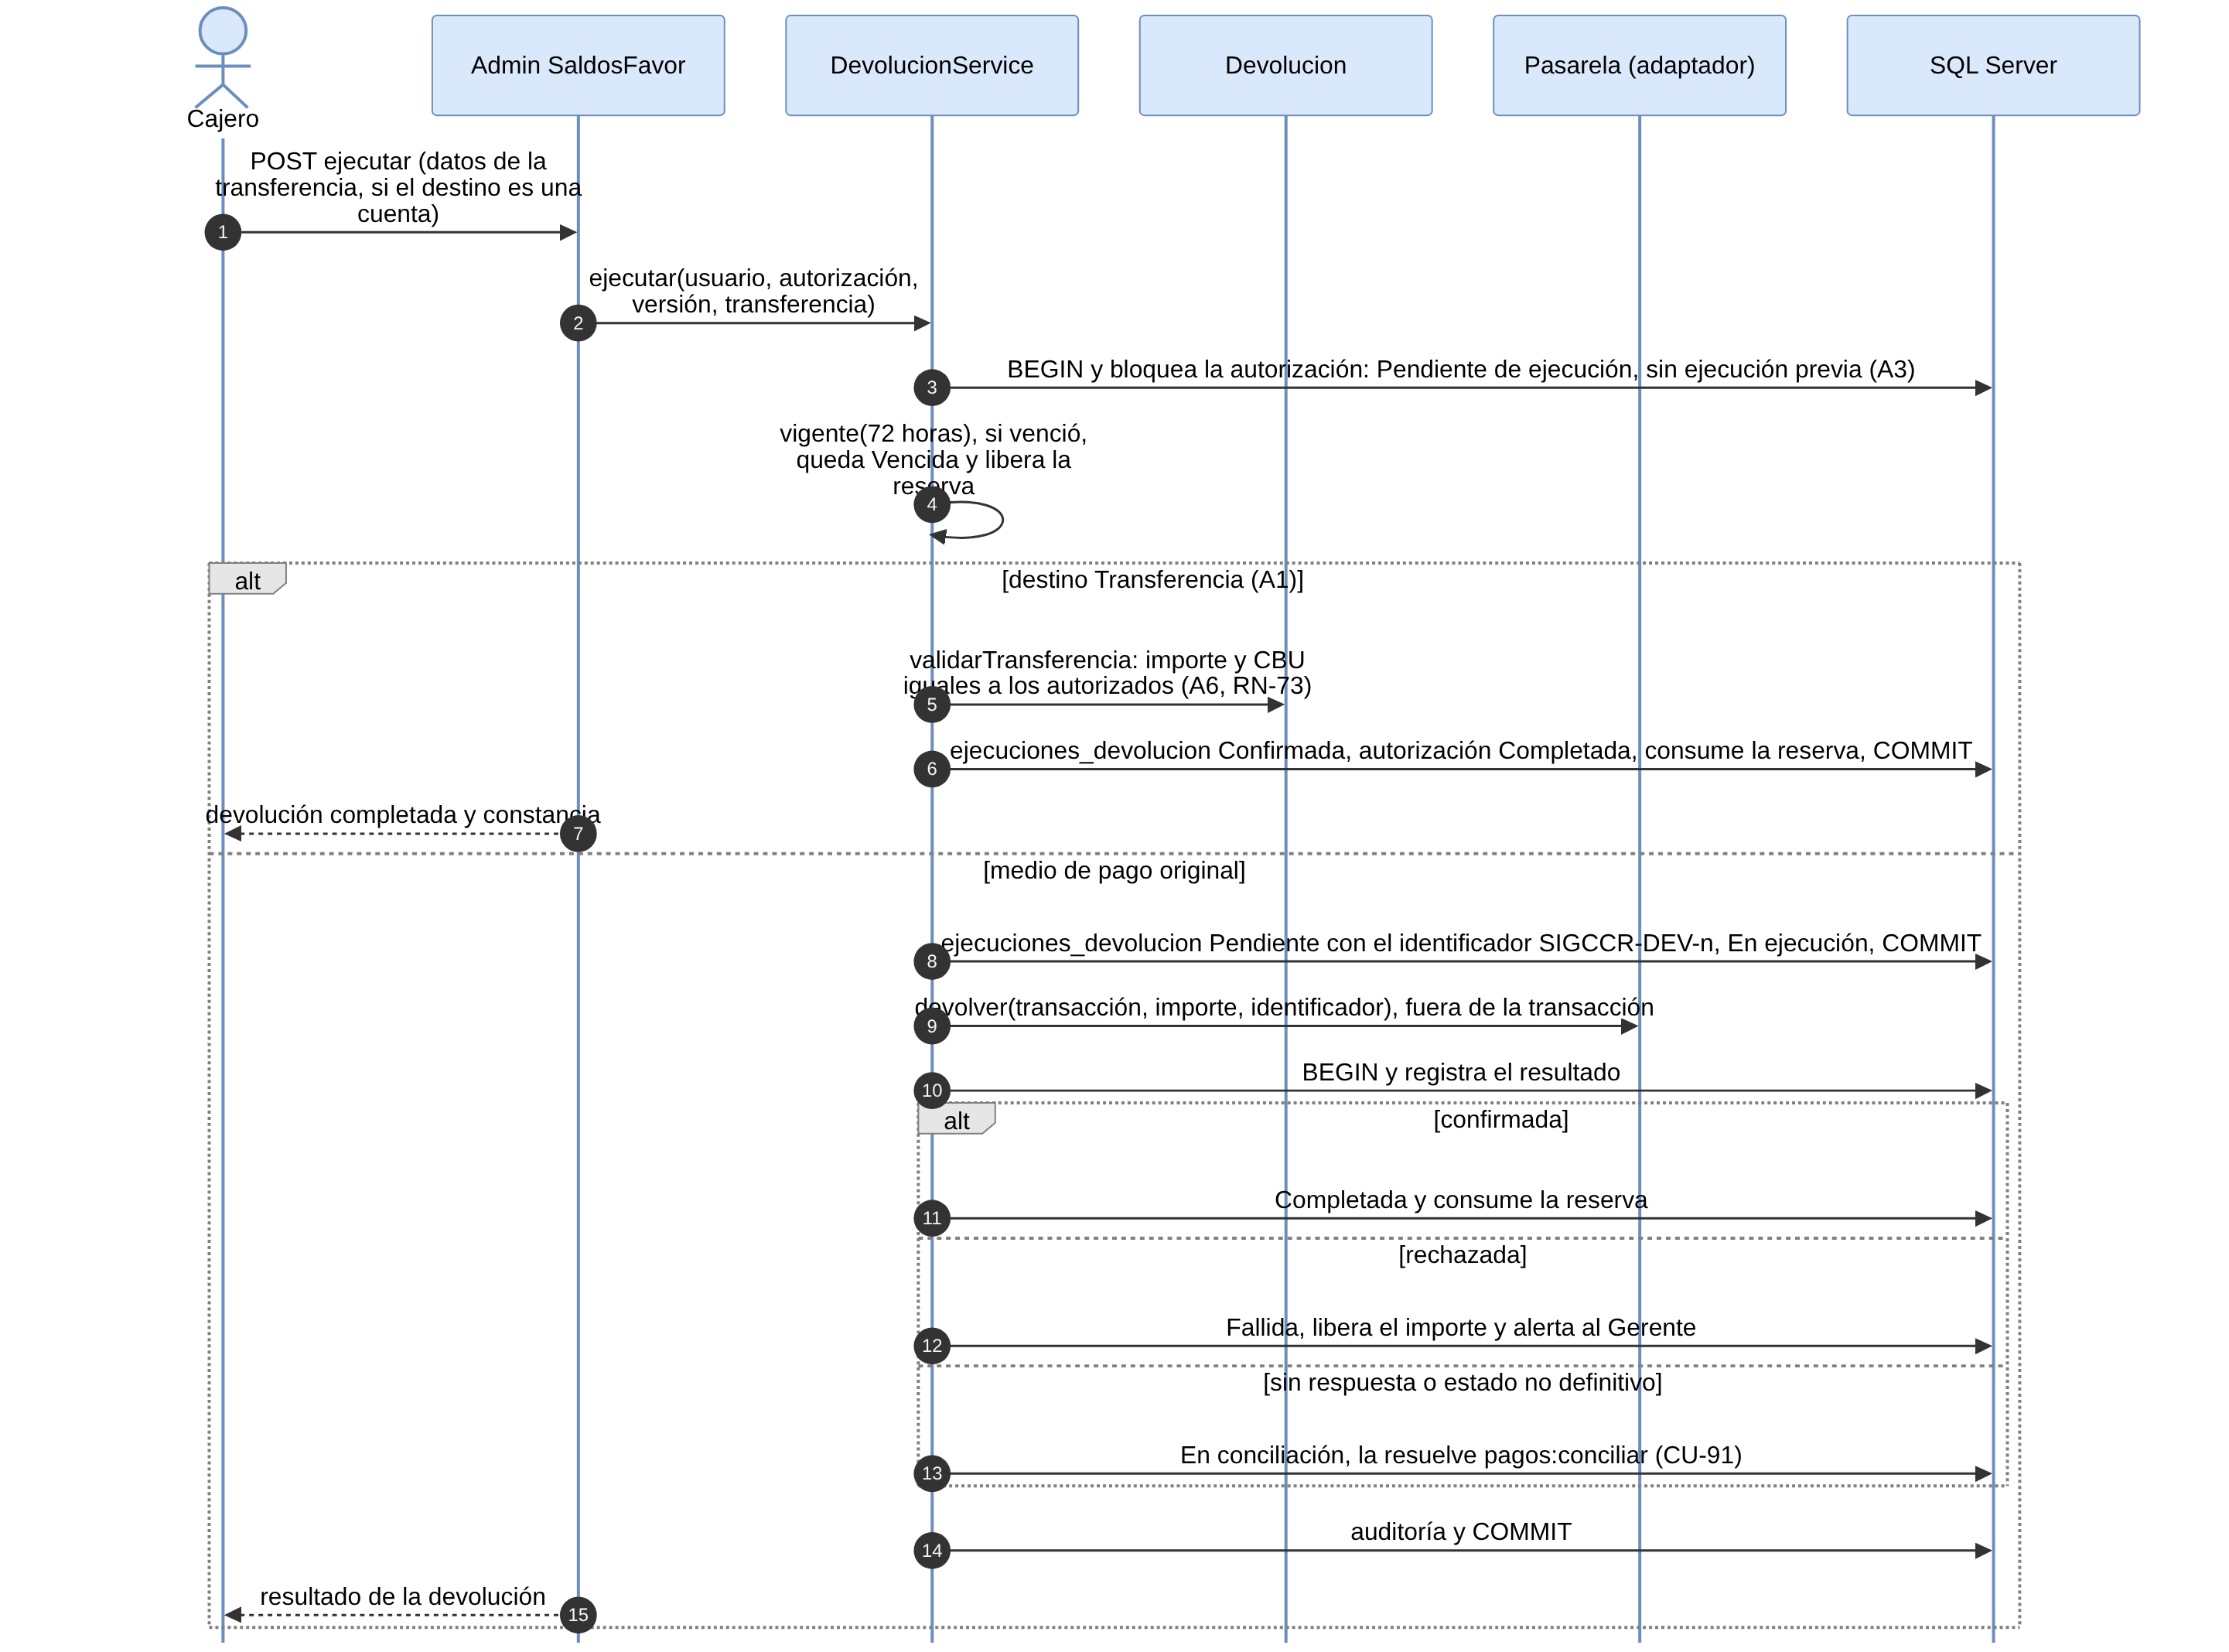 Cajero
Admin SaldosFavor
DevolucionService
Devolucion
Pasarela (adaptador)
SQL Server
POST ejecutar (datos de la
transferencia, si el destino es una
cuenta)
1
ejecutar(usuario, autorización,
versión, transferencia)
2
BEGIN y bloquea la autorización: Pendiente de ejecución, sin ejecución previa (A3)
3
vigente(72 horas), si venció,
queda Vencida y libera la
reserva
4
alt
[destino Transferencia (A1)]
validarTransferencia: importe y CBU
iguales a los autorizados (A6, RN-73)
5
ejecuciones_devolucion Confirmada, autorización Completada, consume la reserva, COMMIT
6
devolución completada y constancia
7
[medio de pago original]
ejecuciones_devolucion Pendiente con el identificador SIGCCR-DEV-n, En ejecución, COMMIT
8
devolver(transacción, importe, identificador), fuera de la transacción
9
BEGIN y registra el resultado
10
alt
[confirmada]
Completada y consume la reserva
11
[rechazada]
Fallida, libera el importe y alerta al Gerente
12
[sin respuesta o estado no definitivo]
En conciliación, la resuelve pagos:conciliar (CU-91)
13
auditoría y COMMIT
14
resultado de la devolución
15